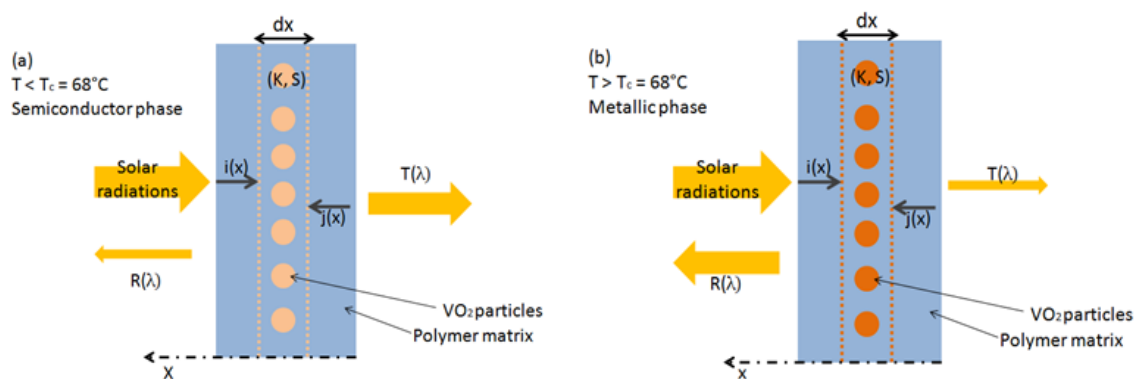 dx
(a)
T < Tc = 68°C
Semiconductor phase
(K, S)
Solar
radiations
i(x)
T(λ)
j(x)
R(λ)
VO2 particles
Polymer matrix
X
dx
(b)
T > Tc = 68°C
Metallic phase
(K, S)
Solar
radiations
i(x)
T(λ)
j(x)
R(λ)
VO2 particles
Polymer matrix
x